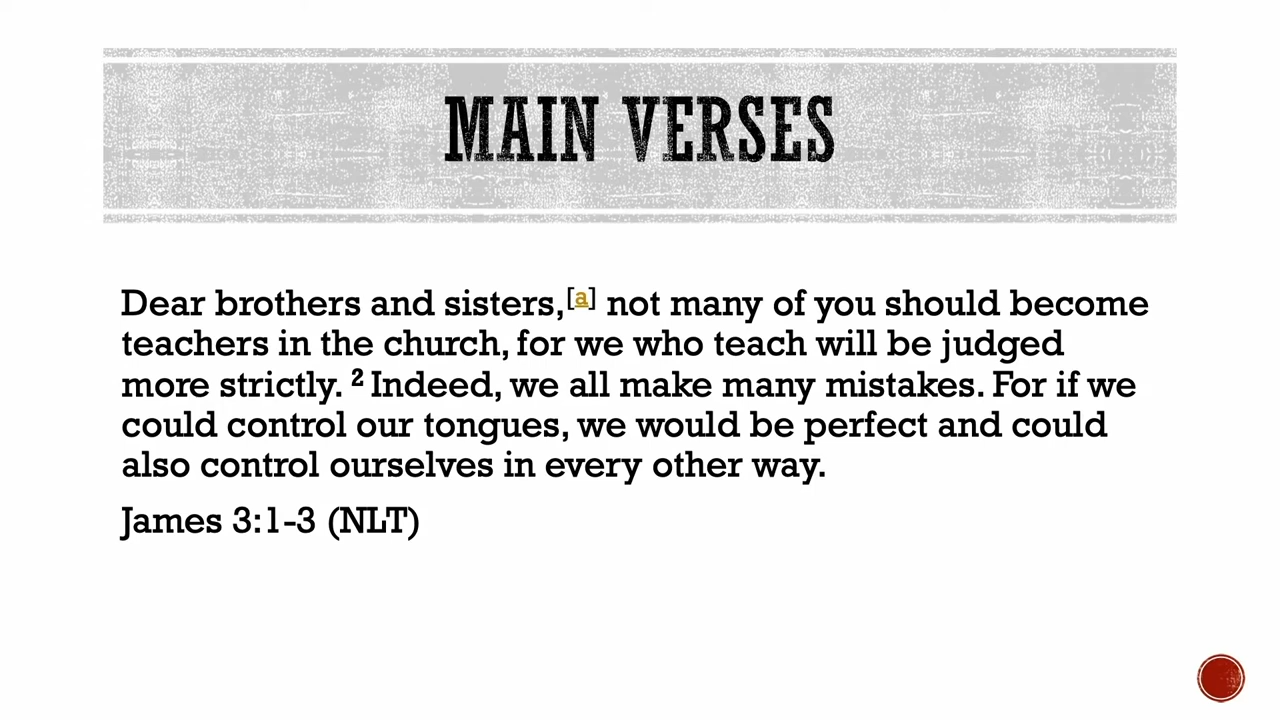 MAIN VERSES
Dear brothers and sisters,[a] not many of you should become
teachers in the church, for we who teach will be judged
more strictly. 2 Indeed, we all make many mistakes. For if we
could control our tongues, we would be perfect and could
also control ourselves in every other way.
James 3:1-3 (NLT)